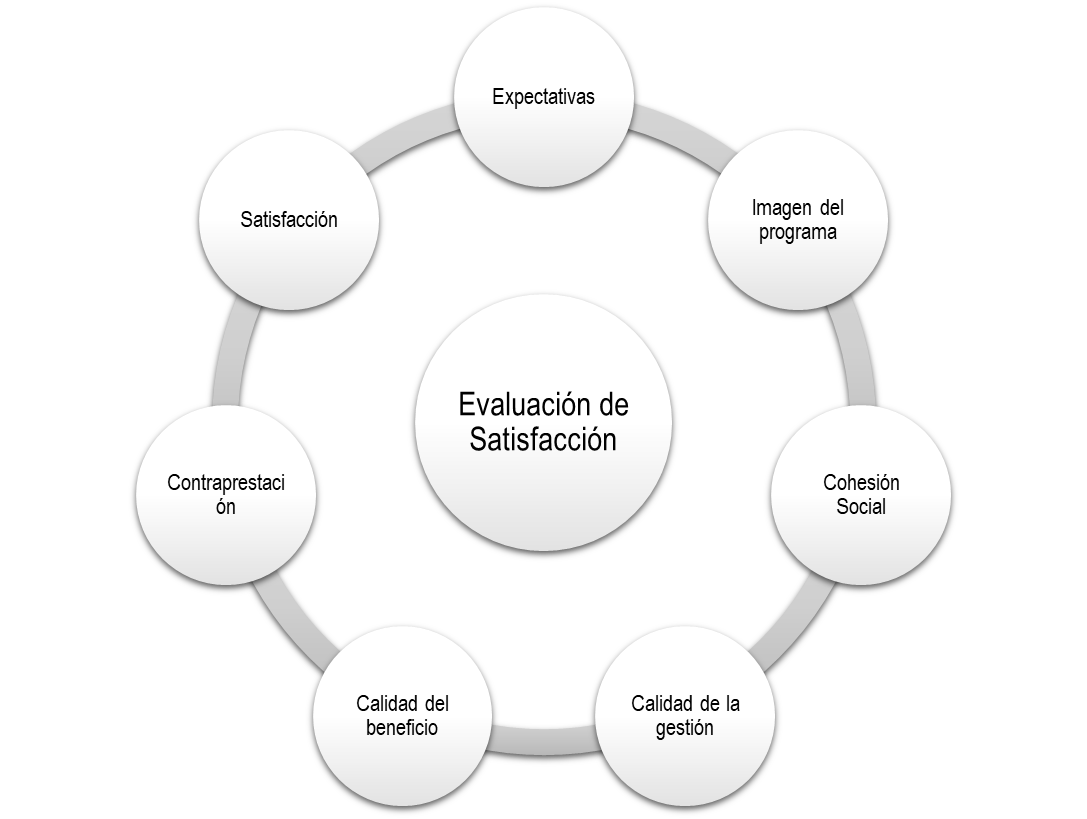 Expectativas
Imagen del
programa
Cohesión
Social
Calidad de la
gestión
Calidad del
beneficio
Contraprestaci
ón
Satisfacción
Evaluación de
Satisfacción